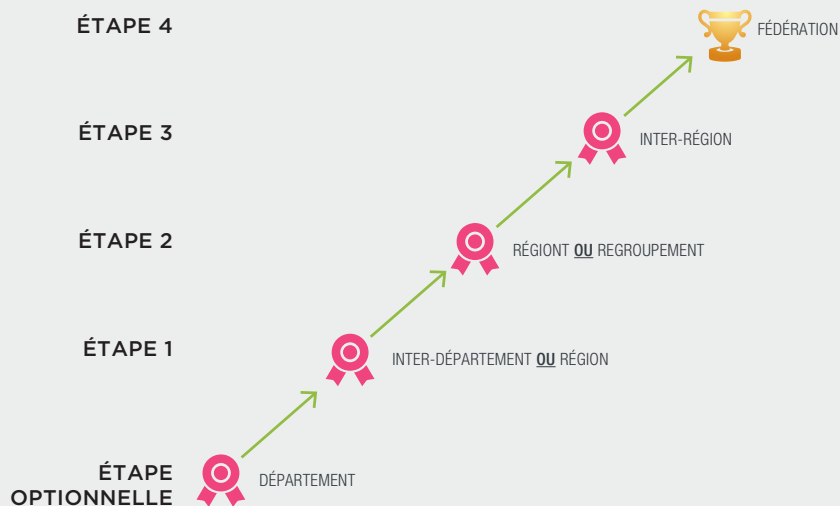 ÉTAPE 4
FÉDÉRATION
ÉTAPE 3
INTER-RÉGION
ÉTAPE 2
RÉGIONT OU REGROUPEMENT
ÉTAPE 1
INTER-DÉPARTEMENT OU RÉGION
ÉTAPE
OPTIONNELLE
DÉPARTEMENT